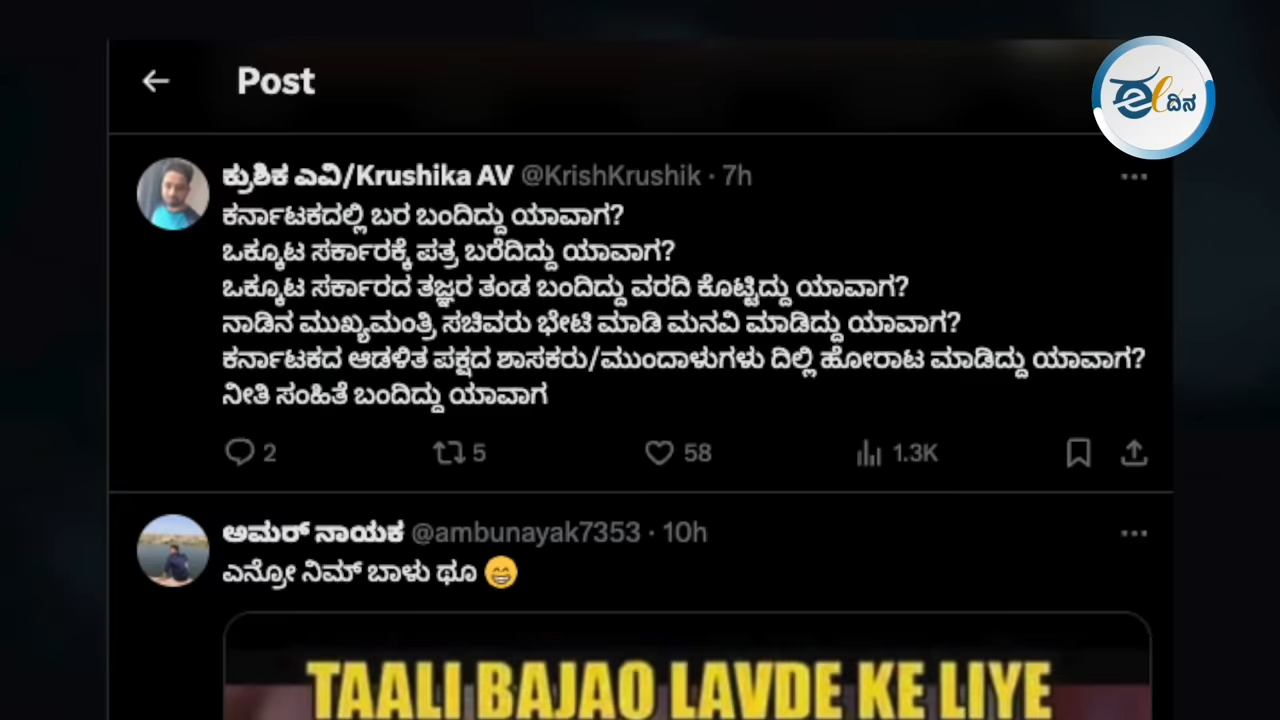 Post
eದಿನ
ಕ್ರುಶಿಕ ಎವಿ/Krushika AV @KrishKrushik · 7h
ಕರ್ನಾಟಕದಲ್ಲಿ ಬರ ಬಂದಿದ್ದು ಯಾವಾಗ?
ಒಕ್ಕೂಟ ಸರ್ಕಾರಕ್ಕೆ ಪತ್ರ ಬರೆದಿದ್ದು ಯಾವಾಗ?
ಒಕ್ಕೂಟ ಸರ್ಕಾರದ ತಜ್ಞರ ತಂಡ ಬಂದಿದ್ದು ವರದಿ ಕೊಟ್ಟಿದ್ದು ಯಾವಾಗ?
ನಾಡಿನ ಮುಖ್ಯಮಂತ್ರಿ ಸಚಿವರು ಭೇಟಿ ಮಾಡಿ ಮನವಿ ಮಾಡಿದ್ದು ಯಾವಾಗ?
ಕರ್ನಾಟಕದ ಆಡಳಿತ ಪಕ್ಷದ ಶಾಸಕರು/ಮುಂದಾಳುಗಳು ದಿಲ್ಲಿ ಹೋರಾಟ ಮಾಡಿದ್ದು ಯಾವಾಗ?
ನೀತಿ ಸಂಹಿತೆ ಬಂದಿದ್ದು ಯಾವಾಗ
2 5 58 1.3K
ಅಮರ್ ನಾಯಕ @ambunayak7353 · 10h
ಎನ್ರೋ ನಿಮ್ ಬಾಳು ಥೂ 😁
TAALI BAJAO LAVDE KE LIYE